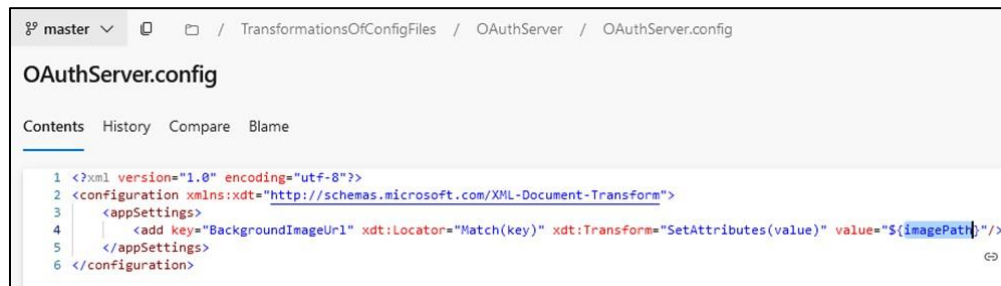 master / TransformationsOfConfigFiles / OAuthServer / OAuthServer.config
OAuthServer.config
Contents History Compare Blame
1 <?xml version="1.0" encoding="utf-8"?>
2 <configuration xmlns:xdt="http://schemas.microsoft.com/XML-Document-Transform">
3 <appSettings>
4 <add key="BackgroundImageUrl" xdt:Locator="Match(key)" xdt:Transform="SetAttributes(value)" value="${imagePath}"/>
5 </appSettings>
6 </configuration>